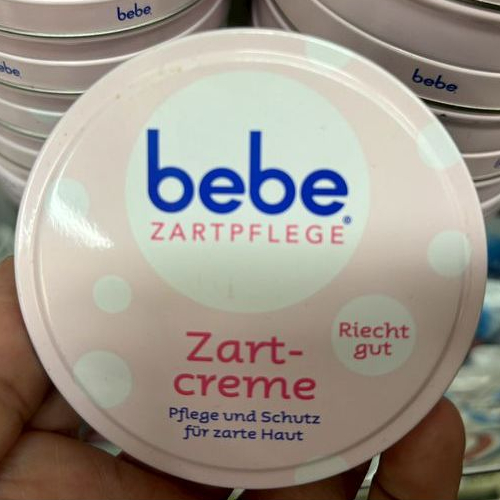 bebe
bebe
bebe
bebe®
ZARTPFLEGE
Riecht
gut
Zart-
creme
Pflege und Schutz
für zarte Haut